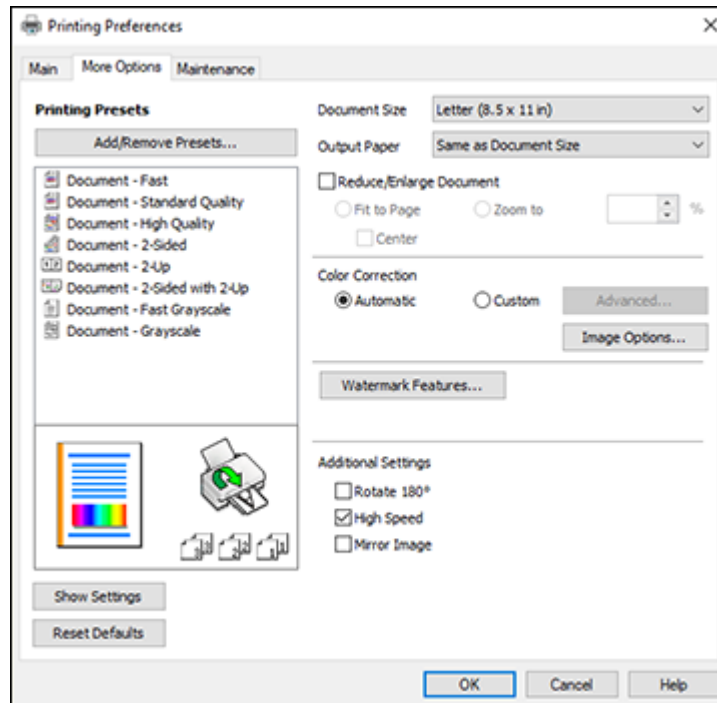 Printing Preferences
Main More Options Maintenance
Printing Presets
Add/Remove Presets...
Document - Fast
Document - Standard Quality
Document - High Quality
Document - 2-Sided
Document - 2-Up
Document - 2-Sided with 2-Up
Document - Fast Grayscale
Document - Grayscale
Show Settings
Reset Defaults
Document Size Letter (8.5 x 11 in)
Output Paper Same as Document Size
Reduce/Enlarge Document
Fit to Page Zoom to %
Center
Color Correction
Automatic Custom Advanced...
Image Options...
Watermark Features...
Additional Settings
Rotate 180°
High Speed
Mirror Image
OK Cancel Help